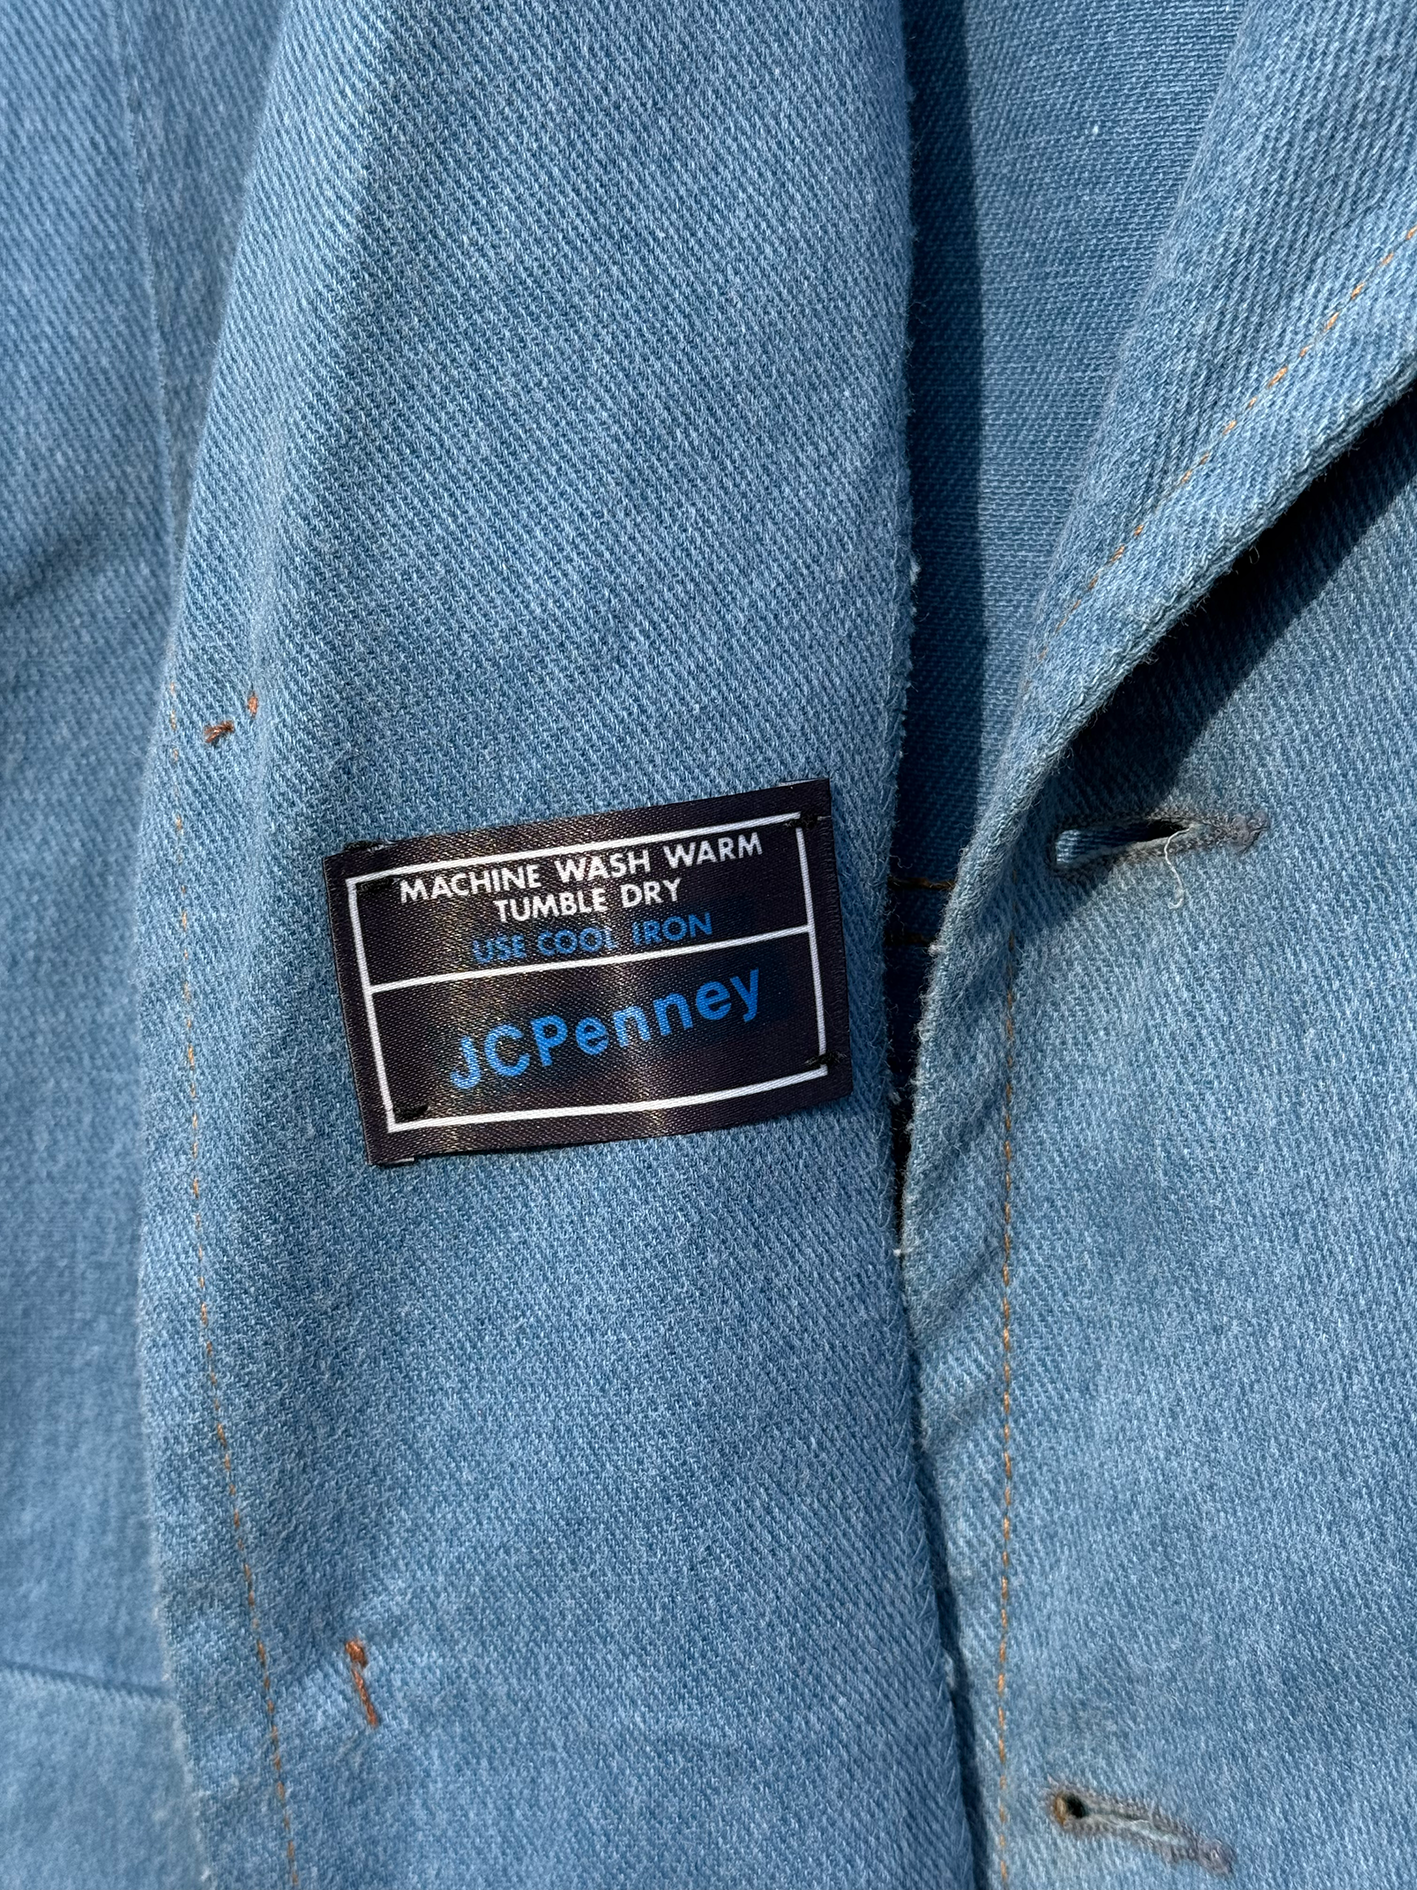 MACHINE WASH WARM
TUMBLE DRY
USE COOL IRON
JCPenney